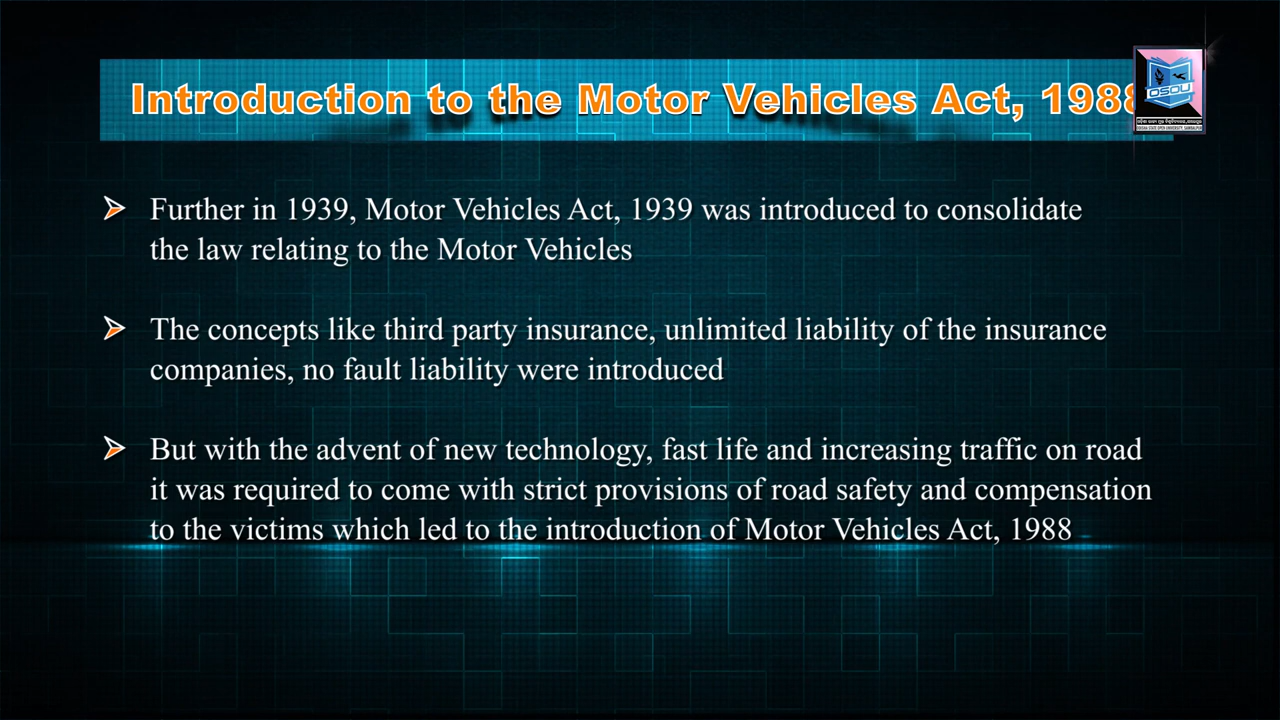 Introduction to the Motor Vehicles Act, 1988
OSOU
Further in 1939, Motor Vehicles Act, 1939 was introduced to consolidate
the law relating to the Motor Vehicles
The concepts like third party insurance, unlimited liability of the insurance
companies, no fault liability were introduced
But with the advent of new technology, fast life and increasing traffic on road
it was required to come with strict provisions of road safety and compensation
to the victims which led to the introduction of Motor Vehicles Act, 1988